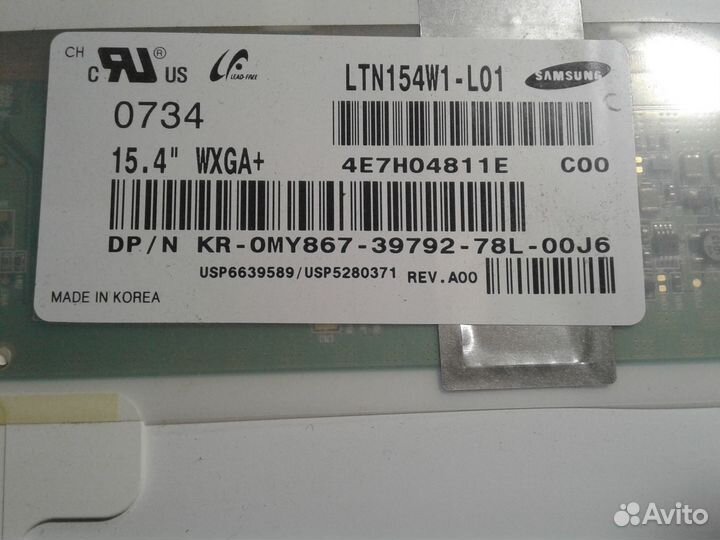 CH
c RU ® US
LEAD-FREE
LTN154W1-L01 SAMSUNG
0734
C
15.4" WXGA+ 4E7H04811E C00
DP/N KR-0MY867-39792-78L-00J6
USP6639589/USP5280371 REV.A00
MADE IN KOREA
Avito